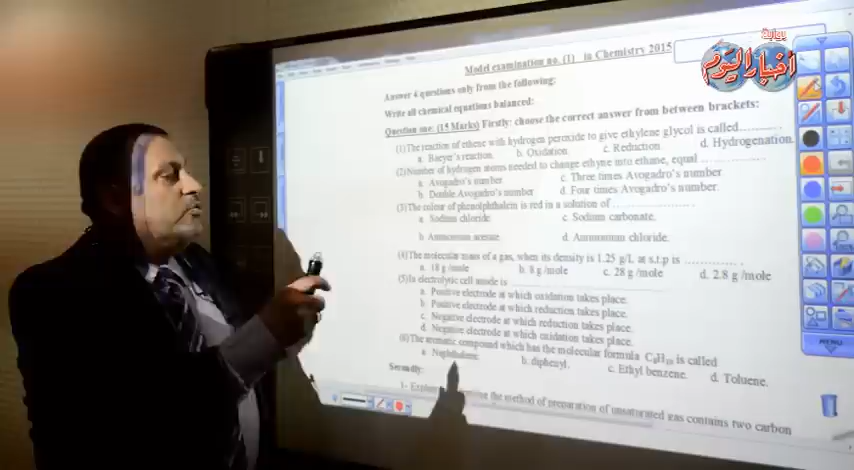 بوابة
أخبار اليوم
Model examination no. (1) in Chemistry 2015
Answer 4 questions only from the following:
Write all chemical equations balanced:
Question one: (15 Marks) Firstly: choose the correct answer from between brackets:
(1) The reaction of ethene with hydrogen peroxide to give ethylene glycol is called............
a. Baeyer's reaction. b. Oxidation. c. Reduction d. Hydrogenation.
(2) Number of hydrogen atoms needed to change ethyne into ethane, equal ............
a. Avogadro's number c. Three times Avogadro's number
b. Double Avogadro's number d. Four times Avogadro's number
(3) The colour of phenolphthalein is red in a solution of ............
a. Sodium chloride. c. Sodium carbonate.
b. Ammonium acetate d. Ammonium chloride.
(4) The molecular mass of a gas, when its density is 1.25 g/L at s.t.p is ............
a. 18 g/mole b. 8 g/mole c. 28 g/mole d. 2.8 g/mole
(5) In electrolytic cell anode is ............
a. Positive electrode at which oxidation takes place.
b. Positive electrode at which reduction takes place.
c. Negative electrode at which reduction takes place.
d. Negative electrode at which oxidation takes place.
(6) The aromatic compound which has the molecular formula is called
a. b. diphenyl. c. Ethyl benzene. d. Toluene.
Secondly:
the method of preparation of unsaturated gas contains two carbon
MENU